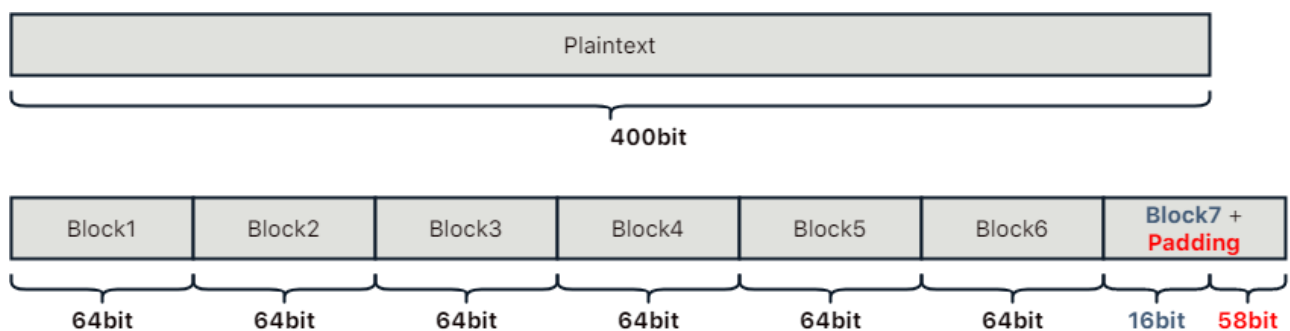 Plaintext
400bit
Block1 Block2 Block3 Block4 Block5 Block6 Block7 +
Padding
64bit 64bit 64bit 64bit 64bit 64bit 16bit 58bit